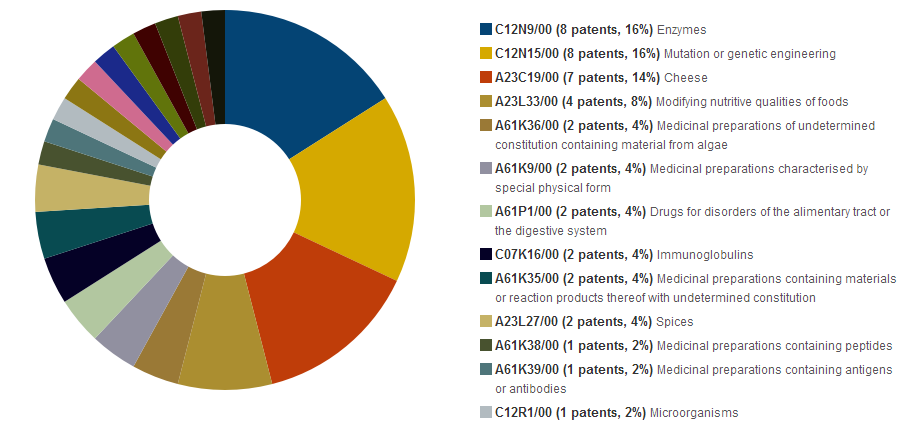 C12N9/00 (8 patents, 16%) Enzymes
C12N15/00 (8 patents, 16%) Mutation or genetic engineering
A23C19/00 (7 patents, 14%) Cheese
A23L33/00 (4 patents, 8%) Modifying nutritive qualities of foods
A61K36/00 (2 patents, 4%) Medicinal preparations of undetermined
constitution containing material from algae
A61K9/00 (2 patents, 4%) Medicinal preparations characterised by
special physical form
A61P1/00 (2 patents, 4%) Drugs for disorders of the alimentary tract or
the digestive system
C07K16/00 (2 patents, 4%) Immunoglobulins
A61K35/00 (2 patents, 4%) Medicinal preparations containing materials
or reaction products thereof with undetermined constitution
A23L27/00 (2 patents, 4%) Spices
A61K38/00 (1 patents, 2%) Medicinal preparations containing peptides
A61K39/00 (1 patents, 2%) Medicinal preparations containing antigens
or antibodies
C12R1/00 (1 patents, 2%) Microorganisms